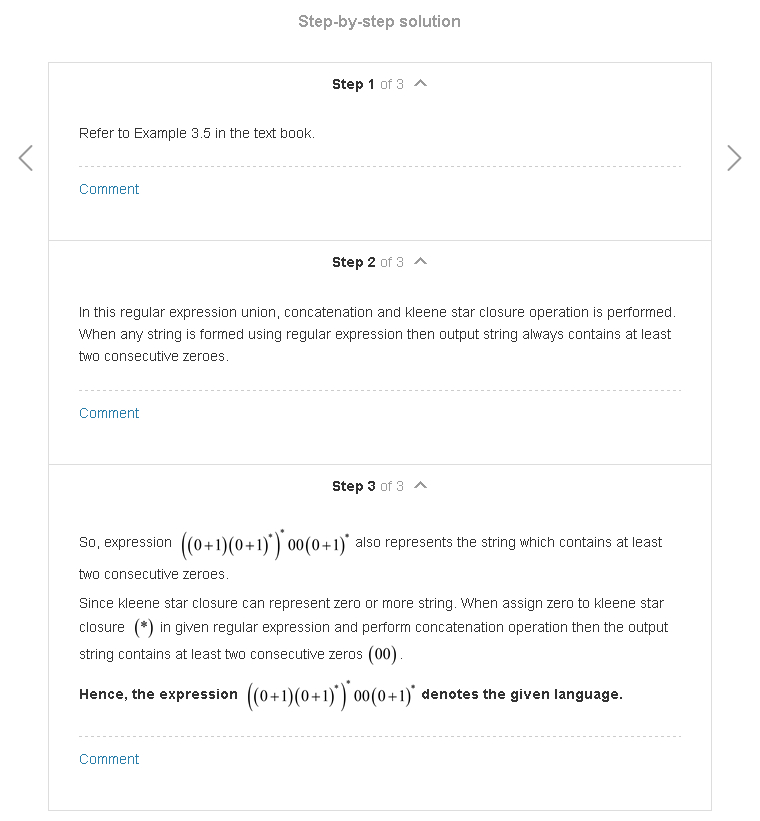 Step-by-step solution
Step 1 of 3
Refer to Example 3.5 in the text book.
Comment
Step 2 of 3
In this regular expression union, concatenation and kleene star closure operation is performed.
When any string is formed using regular expression then output string always contains at least
two consecutive zeroes.
Comment
Step 3 of 3
So, expression ((0+1)(0+1)*)*00(0+1)* also represents the string which contains at least
two consecutive zeroes.
Since kleene star closure can represent zero or more string. When assign zero to kleene star
closure (*) in given regular expression and perform concatenation operation then the output
string contains at least two consecutive zeros (00).
Hence, the expression ((0+1)(0+1)*)*00(0+1)* denotes the given language.
Comment